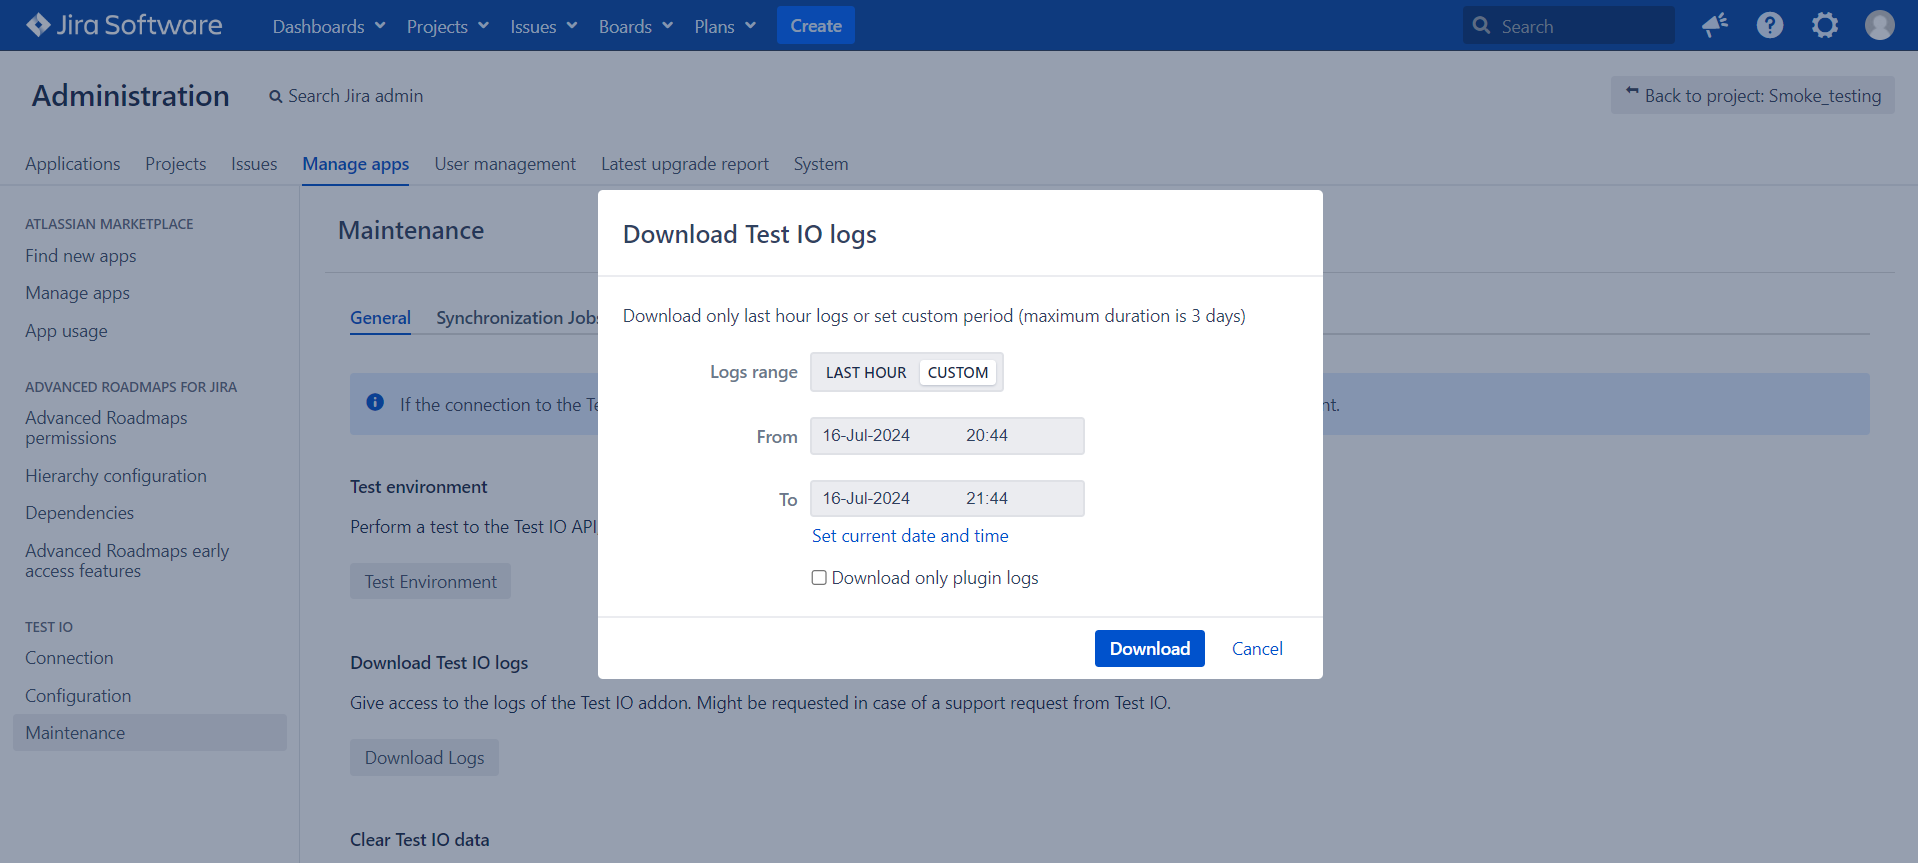 Jira Software
Dashboards Projects Issues Boards Plans Create Search
Administration Search Jira admin Back to project: Smoke_testing
Applications Projects Issues Manage apps User management Latest upgrade report System
ATLASSIAN MARKETPLACE
Find new apps
Manage apps
App usage
ADVANCED ROADMAPS FOR JIRA
Advanced Roadmaps
permissions
Hierarchy configuration
Dependencies
Advanced Roadmaps early
access features
TEST IO
Connection
Configuration
Maintenance
Maintenance
General Synchronization Jobs
If the connection to the Te
nt.
Test environment
Perform a test to the Test IO API
Test Environment
Download Test IO logs
Give access to the logs of the Test IO addon. Might be requested in case of a support request from Test IO.
Download Logs
Clear Test IO data
Download Test IO logs
Download only last hour logs or set custom period (maximum duration is 3 days)
Logs range LAST HOUR CUSTOM
From 16-Jul-2024 20:44
To 16-Jul-2024 21:44
Set current date and time
Download only plugin logs
Download Cancel